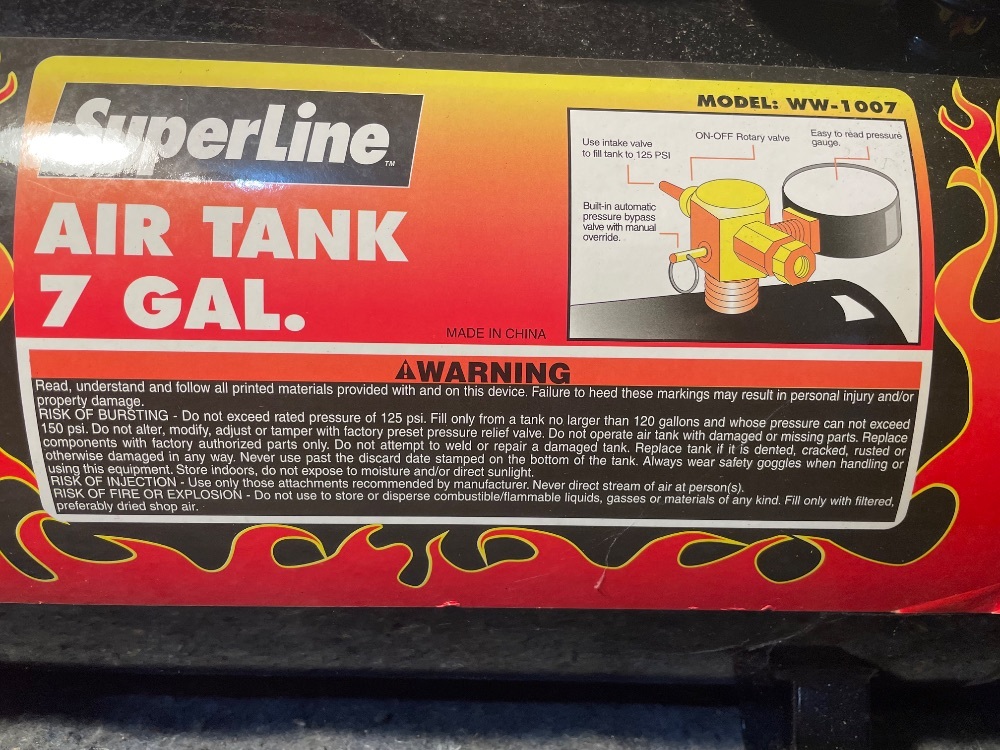 SuperLine™
AIR TANK
7 GAL.
MADE IN CHINA
MODEL: WW-1007
Use intake valve
to fill tank to 125 PSI
ON-OFF Rotary valve
Easy to read pressure
gauge.
Built-in automatic
pressure bypass
valve with manual
override.
⚠WARNING
Read, understand and follow all printed materials provided with and on this device. Failure to heed these markings may result in personal injury and/or
property damage.
RISK OF BURSTING - Do not exceed rated pressure of 125 psi. Fill only from a tank no larger than 120 gallons and whose pressure can not exceed
150 psi. Do not alter, modify, adjust or tamper with factory preset pressure relief valve. Do not operate air tank with damaged or missing parts. Replace
components with factory authorized parts only. Do not attempt to weld or repair a damaged tank. Replace tank if it is dented, cracked, rusted or
otherwise damaged in any way. Never use past the discard date stamped on the bottom of the tank. Always wear safety goggles when handling or
using this equipment. Store indoors, do not expose to moisture and/or direct sunlight.
RISK OF INJECTION - Use only those attachments recommended by manufacturer. Never direct stream of air at person(s).
RISK OF FIRE OR EXPLOSION - Do not use to store or disperse combustible/flammable liquids, gasses or materials of any kind. Fill only with filtered,
preferably dried shop air.